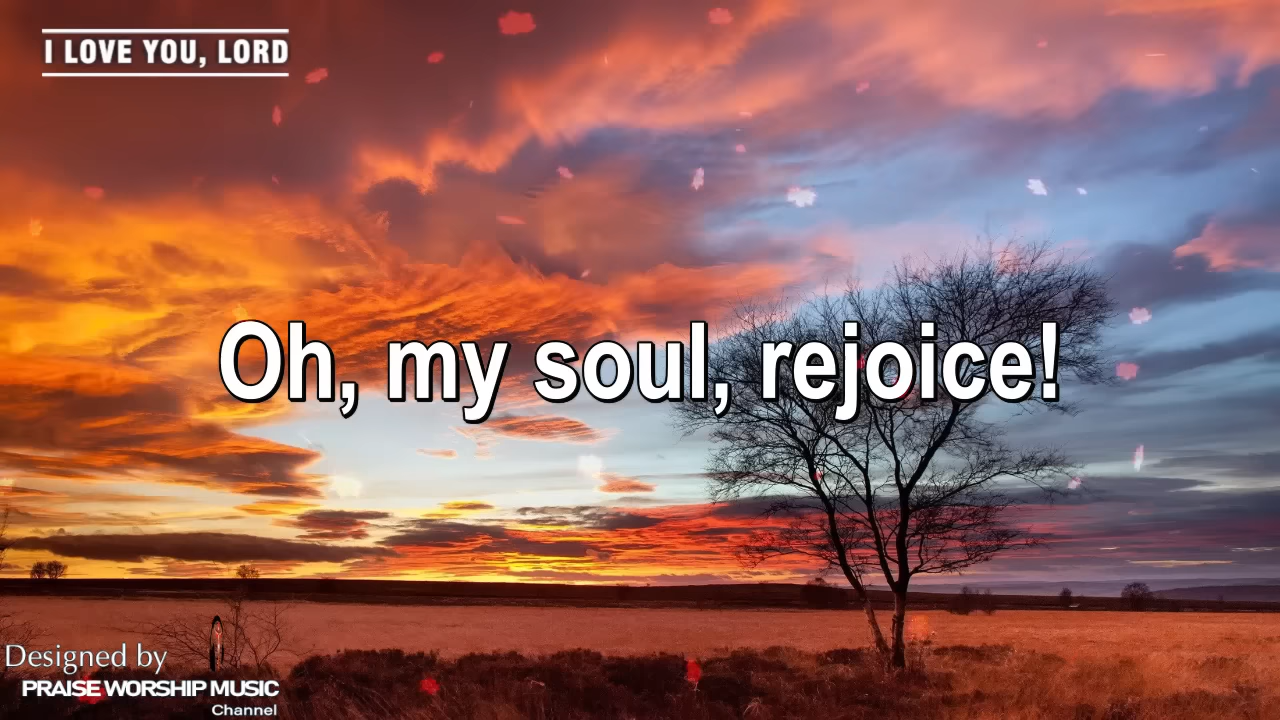 I LOVE YOU, LORD
Oh, my soul, rejoice!
Designed by
PRAISE WORSHIP MUSIC
Channel